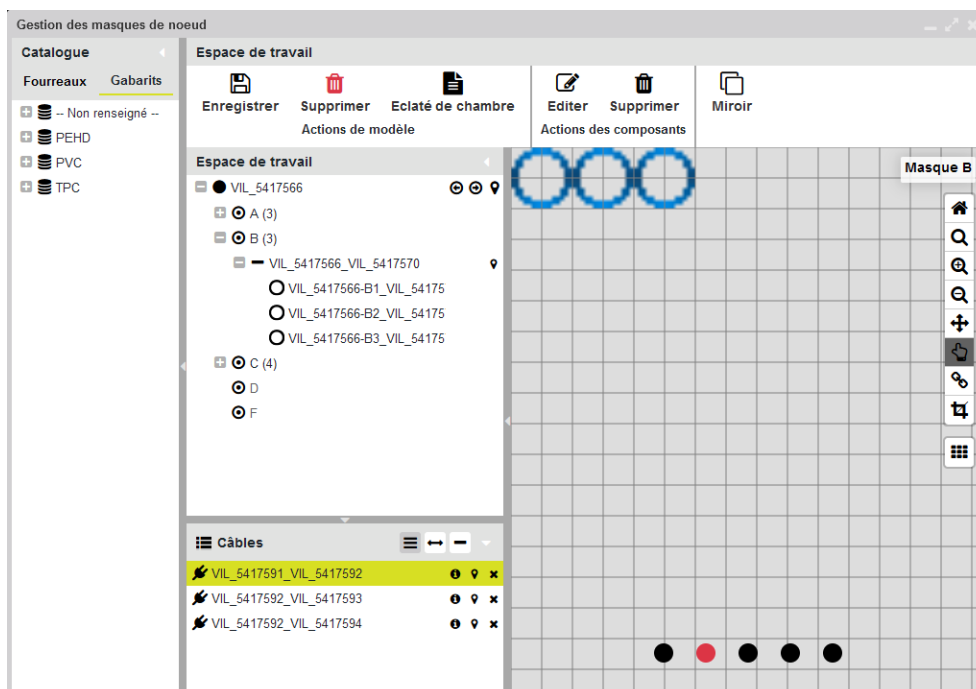 Gestion des masques de noeud
Catalogue
Espace de travail
Fourreaux Gabarits
-- Non renseigné --
PEHD
PVC
TPC
Enregistrer Supprimer Eclaté de chambre
Actions de modèle
Editer Supprimer
Actions des composants
Miroir
Espace de travail
VIL_5417566
A (3)
B (3)
VIL_5417566_VIL_5417570
VIL_5417566-B1_VIL_54175
VIL_5417566-B2_VIL_54175
VIL_5417566-B3_VIL_54175
C (4)
D
F
Masque B
Câbles
VIL_5417591_VIL_5417592
VIL_5417592_VIL_5417593
VIL_5417592_VIL_5417594